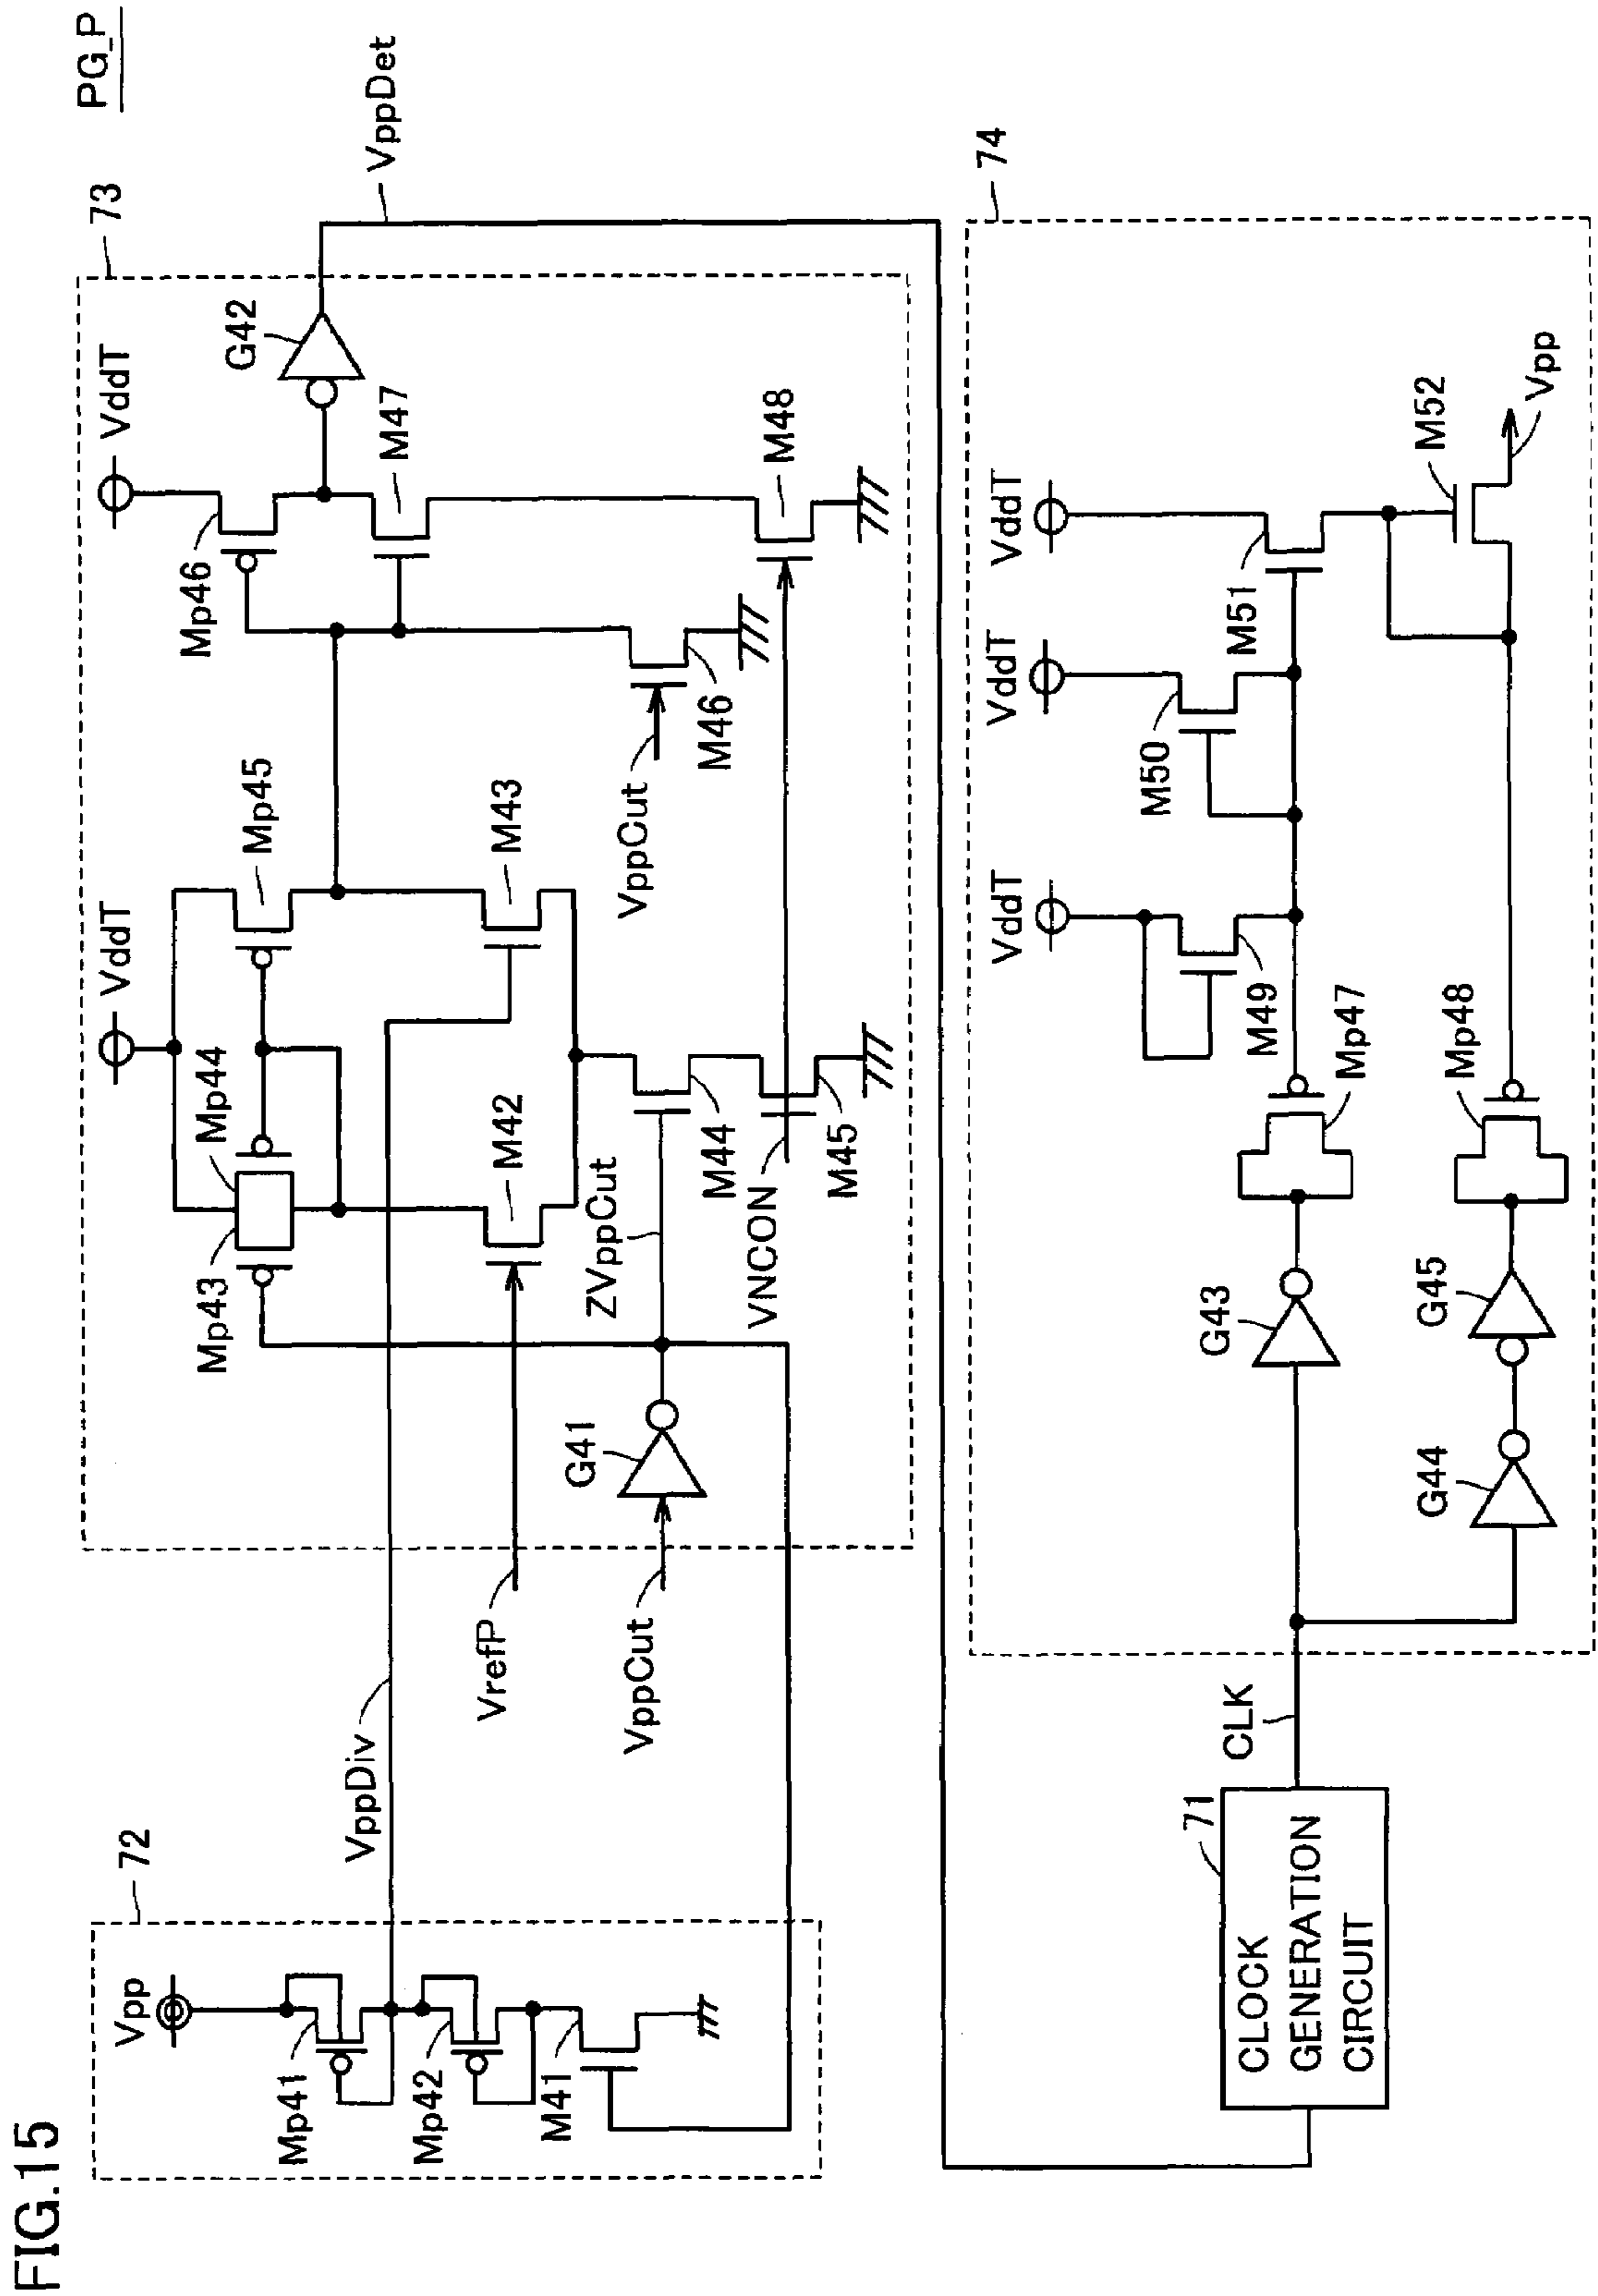 FIG.15
PG_P
72
Vpp
Mp41
Mp42
M41
VppDiv
VrefP
VppCut
73
VddT
VddT
Mp43
Mp44
Mp45
Mp46
G42
VppDet
M42
M43
M47
G41
ZVppCut
VppCut
M44
M46
M48
VNCON
M45
71
CLOCK
GENERATION
CIRCUIT
CLK
74
VddT
VddT
VddT
G43
Mp47
M49
M50
M51
G44
G45
Mp48
M52
Vpp